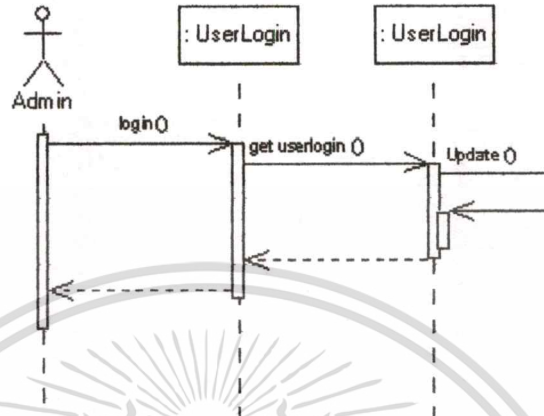 : UserLogin
: UserLogin
Admin
login()
get userlogin ()
Update ()